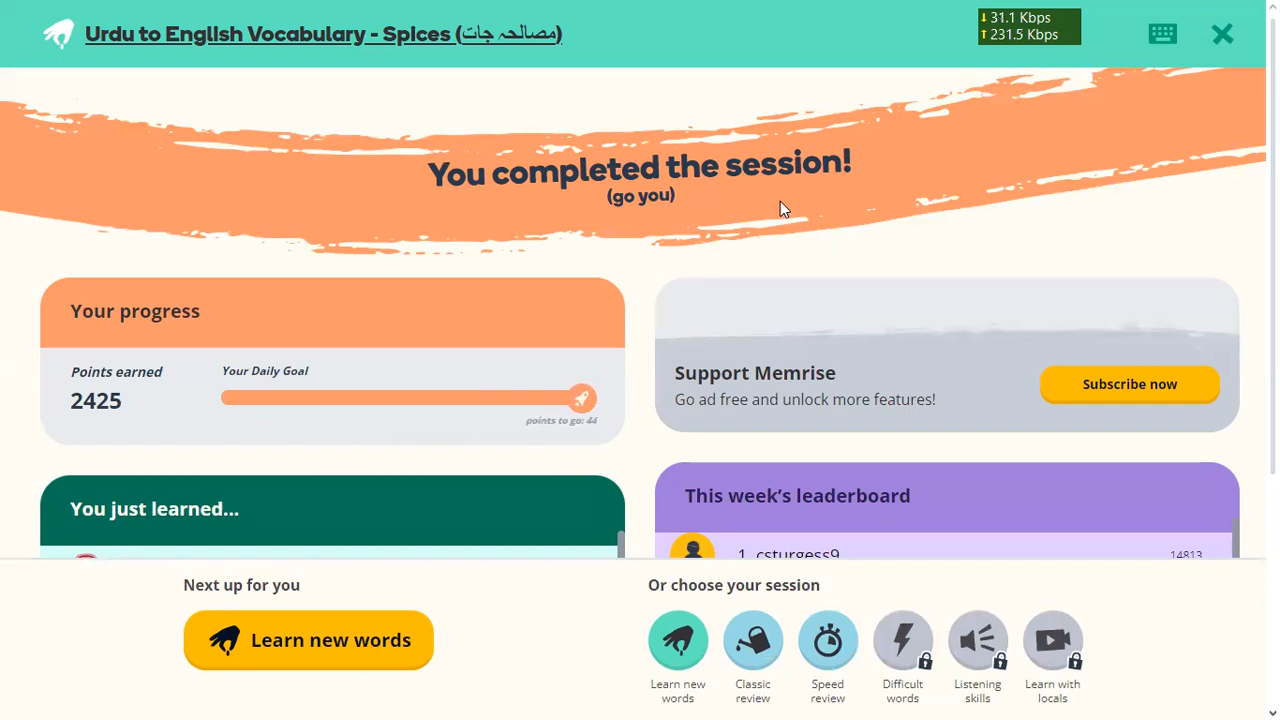 Urdu to English Vocabulary - Spices (مصالحہ جات)
↓ 31.1 Kbps
↑ 231.5 Kbps
You completed the session!
(go you)
Your progress
Points earned
2425
Your Daily Goal
points to go: 44
Support Memrise
Go ad free and unlock more features!
Subscribe now
You just learned...
This week's leaderboard
1. csturgess9
14813
Next up for you
Learn new words
Or choose your session
Learn new
words
Classic
review
Speed
review
Difficult
words
Listening
skills
Learn with
locals